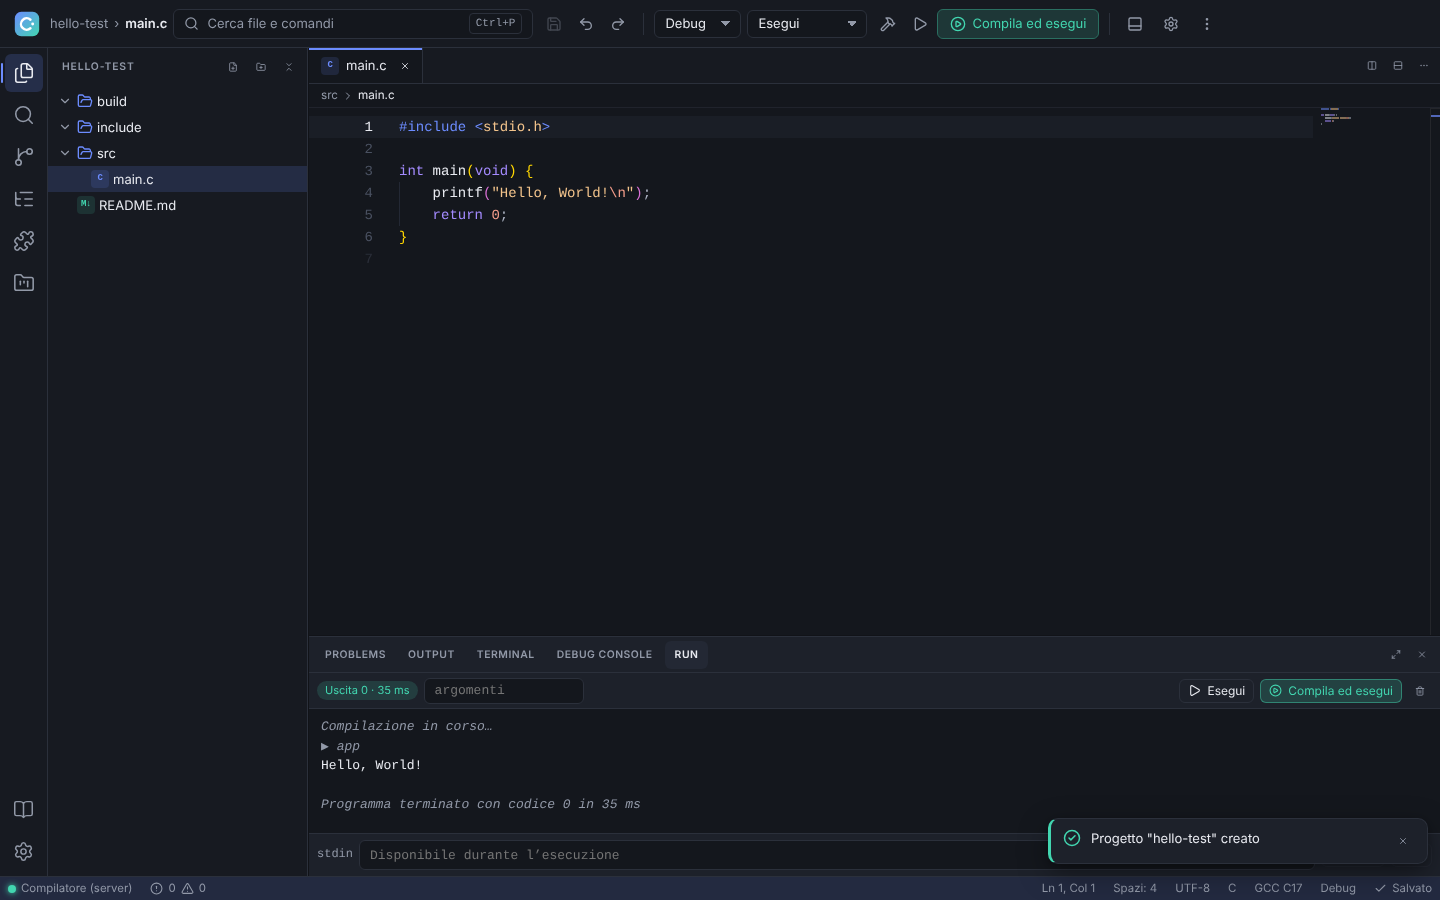 hello-test › main.c
Cerca file e comandi
Ctrl+P
Debug
Esegui
Compila ed esegui
HELLO-TEST
build
include
src
C main.c
M↓ README.md
C main.c ×
src › main.c
1 #include <stdio.h>
2
3 int main(void) {
4     printf("Hello, World!\n");
5     return 0;
6 }
7
PROBLEMS OUTPUT TERMINAL DEBUG CONSOLE RUN
Uscita 0 · 35 ms
argomenti
Esegui
Compila ed esegui
Compilazione in corso…
▶ app
Hello, World!
Programma terminato con codice 0 in 35 ms
stdin
Disponibile durante l’esecuzione
Progetto "hello-test" creato
Compilatore (server) 0 0
Ln 1, Col 1 Spazi: 4 UTF-8 C GCC C17 Debug Salvato